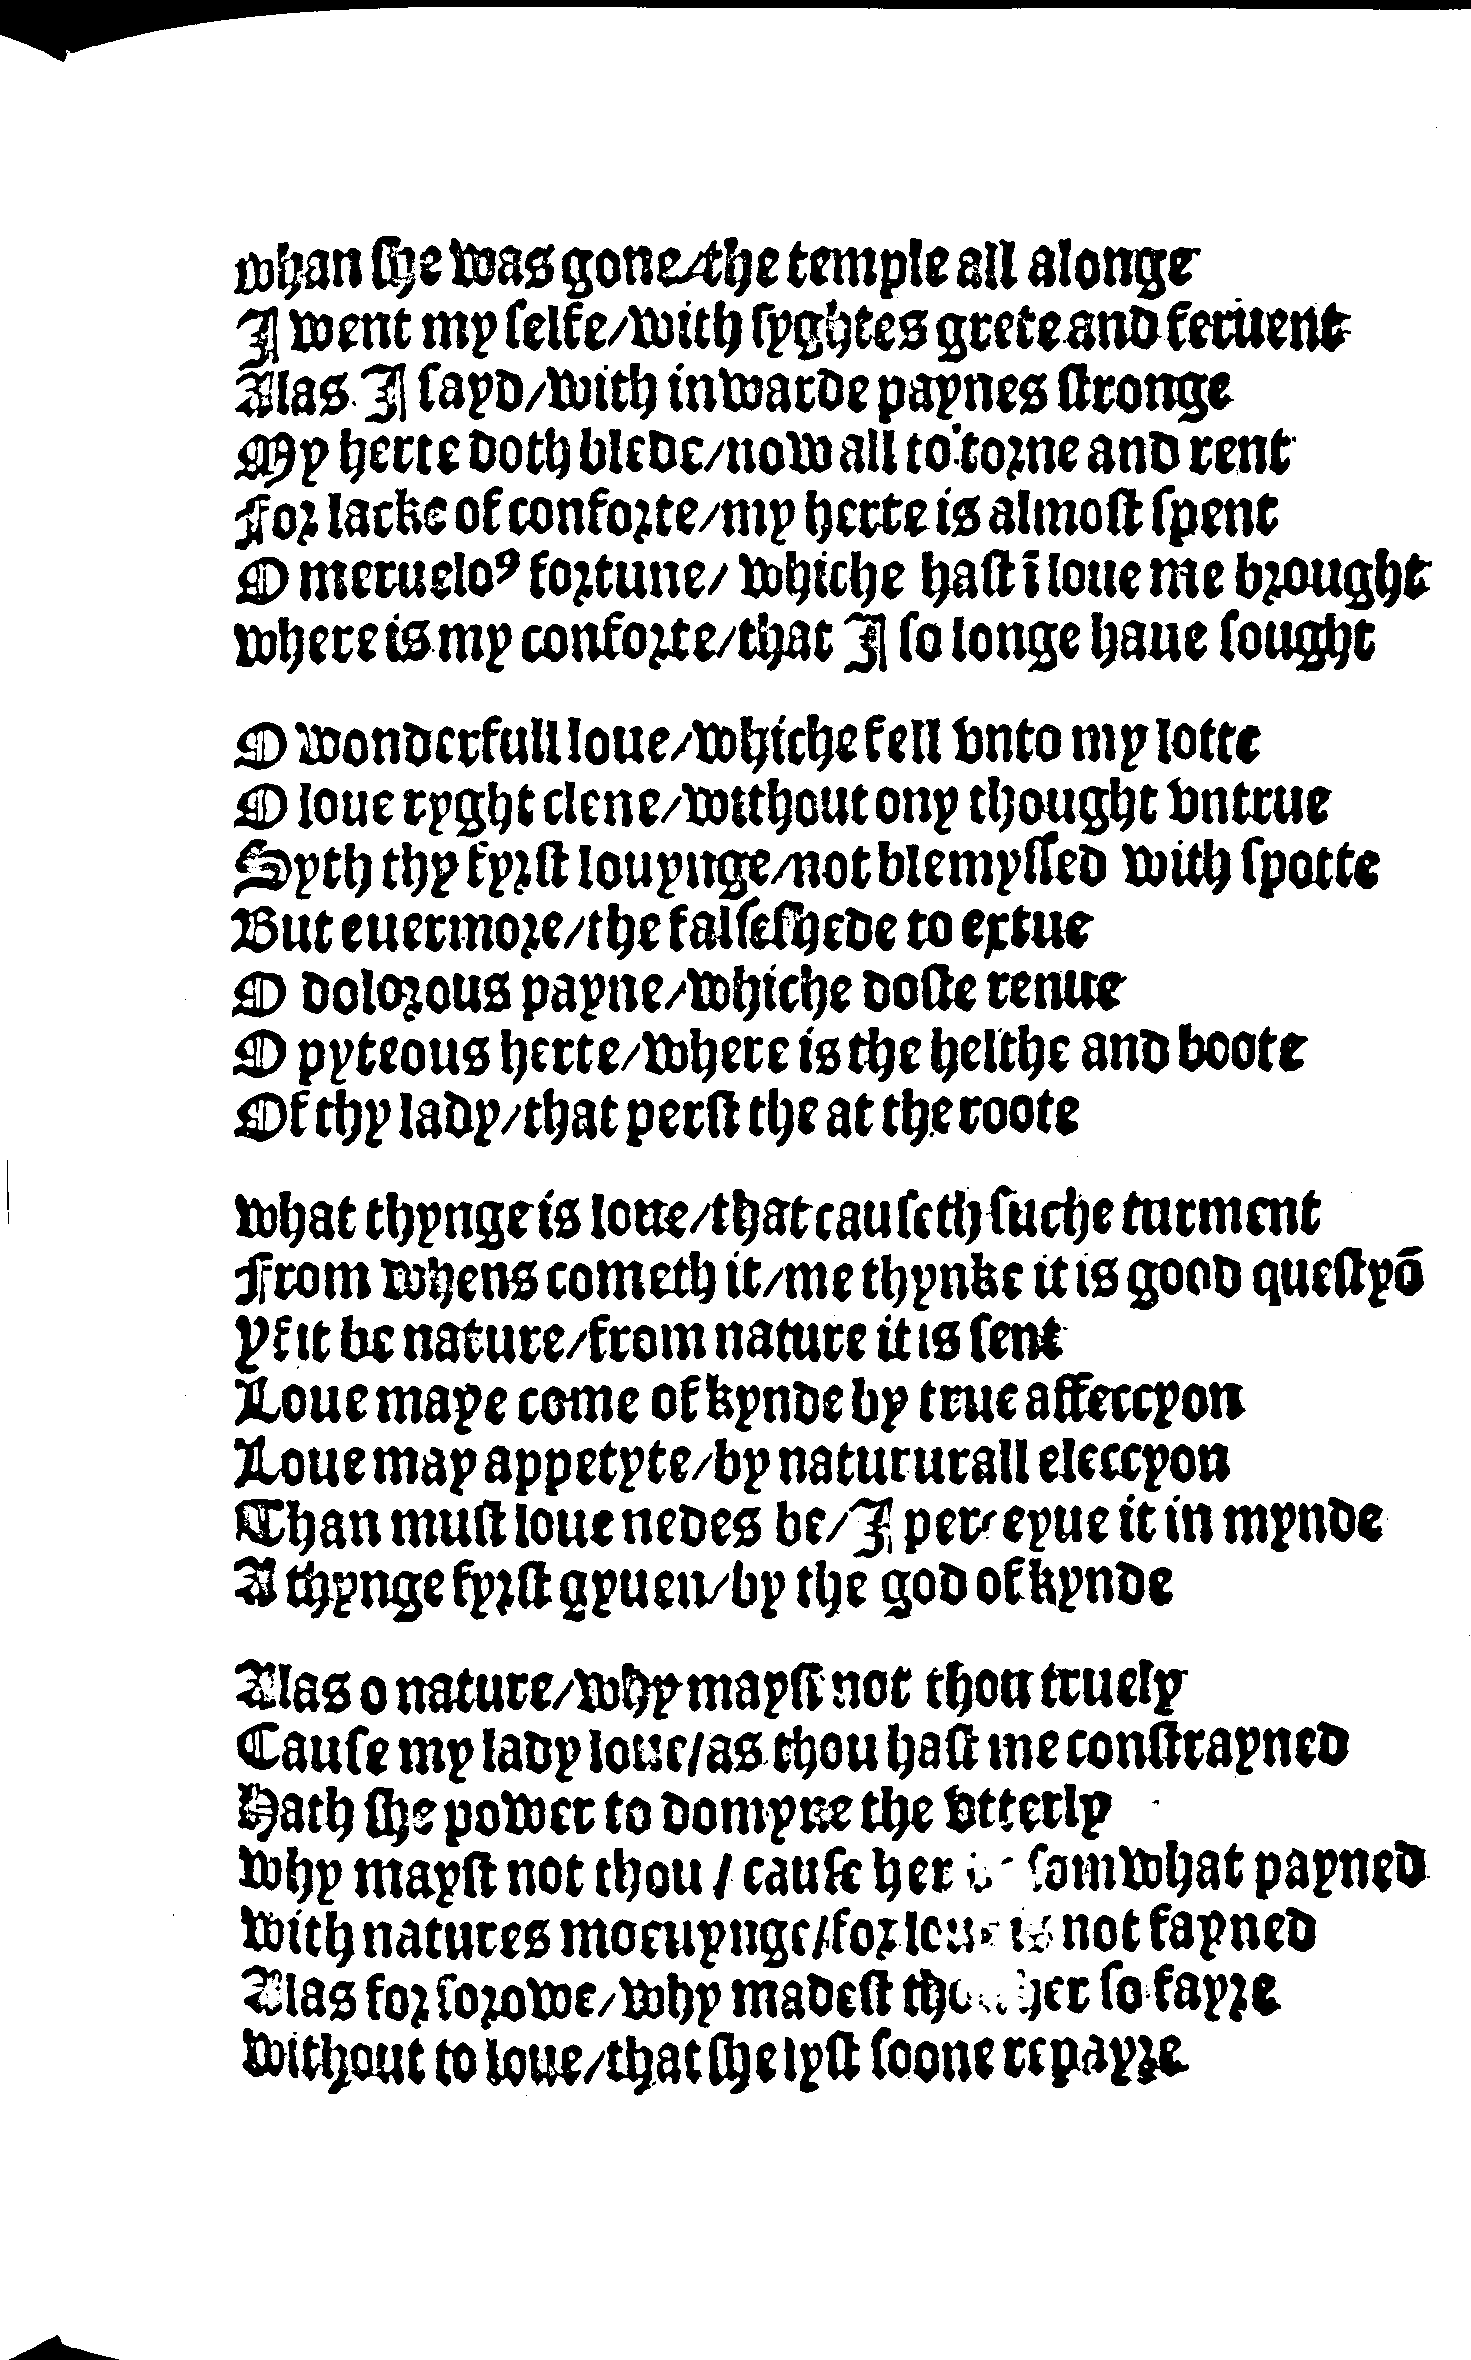 whan she was gone/the temple all alonge
I went my selfe/with syghtes grete and feruent
Alas I sayd/with inwarde paynes stronge
My herte doth blede/now all to torne and rent
For lacke of conforte/my herte is almost spent
O merueloꝰ fortune/ whiche hast ī loue me brought
where is my conforte/that I so longe haue sought

O wonderfull loue/whiche fell vnto my lotte
O loue ryght clene/without ony thought vntrue
Syth thy fyrst louynge/not blemyssed with spotte
But euermore/the falseshede to extue
O dolorous payne/whiche doste renue
O pyteous herte/where is the helthe and boote
Of thy lady/that perst the at the roote

what thynge is loue/that causeth suche turment
From whens cometh it/me thynke it is good questyō
Yf it be nature/from nature it is sent
Loue maye come of kynde by true affeccyon
Loue may appetyte/by natururall eleccyon
Than must loue nedes be/I perceyue it in mynde
A thynge fyrst gyuen/by the god of kynde

Alas o nature/why mayst not thou truely
Cause my lady loue/as thou hast me constrayned
Hath she power to domyne the vtterly
Why mayst not thou / cause her somwhat payned
With natures moeuynge/for loue is not fayned
Alas for sorowe/why madest thou her so fayre
Without to loue/that she lyst soone repayre